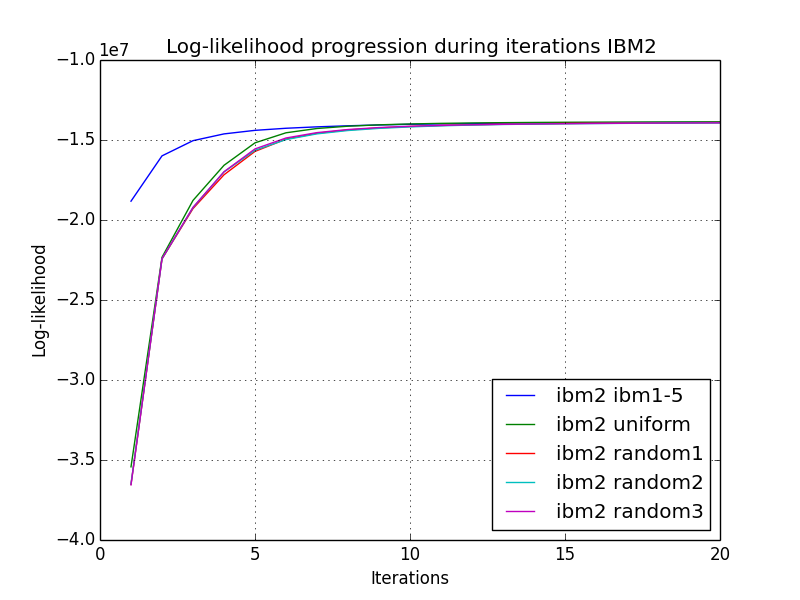 Log-likelihood progression during iterations IBM2
1e7
−1.0
−1.5
−2.0
−2.5
−3.0
−3.5
−4.0
Log-likelihood
ibm2 ibm1-5
ibm2 uniform
ibm2 random1
ibm2 random2
ibm2 random3
0 5 10 15 20
Iterations